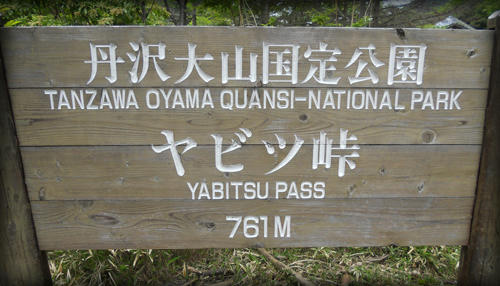 丹沢大山国定公園
TANZAWA OYAMA QUANSI-NATIONAL PARK
ヤビツ峠
YABITSU PASS
761M